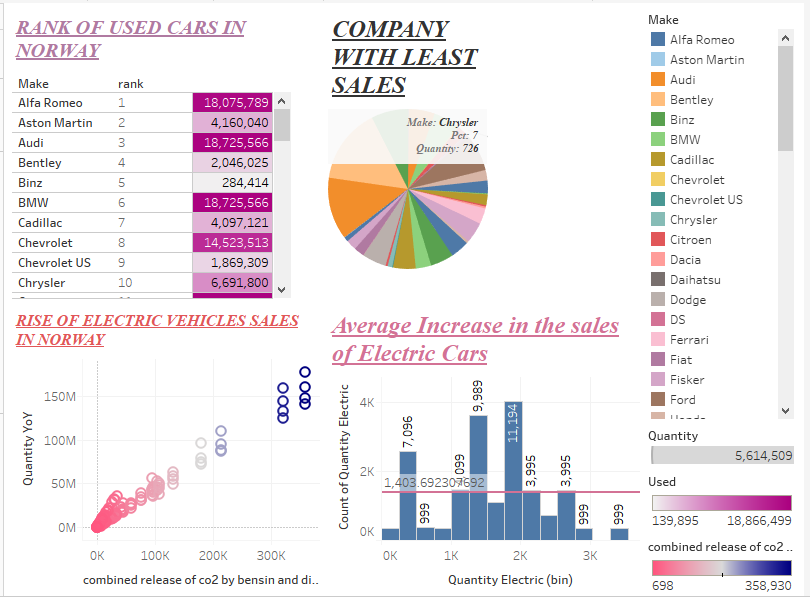 RANK OF USED CARS IN
NORWAY
Make rank
Alfa Romeo 1 18,075,789
Aston Martin 2 4,160,040
Audi 3 18,725,566
Bentley 4 2,046,025
Binz 5 284,414
BMW 6 18,725,566
Cadillac 7 4,097,121
Chevrolet 8 14,523,513
Chevrolet US 9 1,869,309
Chrysler 10 6,691,800
COMPANY
WITH LEAST
SALES
Make: Chrysler
Pct: 7
Quantity: 726
RISE OF ELECTRIC VEHICLES SALES
IN NORWAY
Quantity YoY
150M
100M
50M
0M
0K 100K 200K 300K
combined release of co2 by bensin and di..
Average Increase in the sales
of Electric Cars
Count of Quantity Electric
4K
2K
0K
7,096
999
9,989
11,194
3,995
3,995
999
999
1,403.692307692
0K 1K 2K 3K
Quantity Electric (bin)
Make
Alfa Romeo
Aston Martin
Audi
Bentley
Binz
BMW
Cadillac
Chevrolet
Chevrolet US
Chrysler
Citroen
Dacia
Daihatsu
Dodge
DS
Ferrari
Fiat
Fisker
Ford
Quantity
5,614,509
Used
139,895 18,866,499
combined release of co2 ..
698 358,930